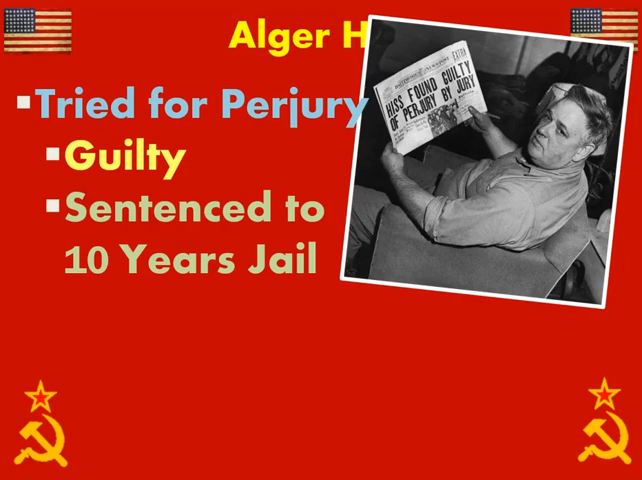 Alger H
Tried for Perjury
Guilty
Sentenced to
10 Years Jail
EXTRA
HISS FOUND GUILTY
OF PERJURY BY JURY